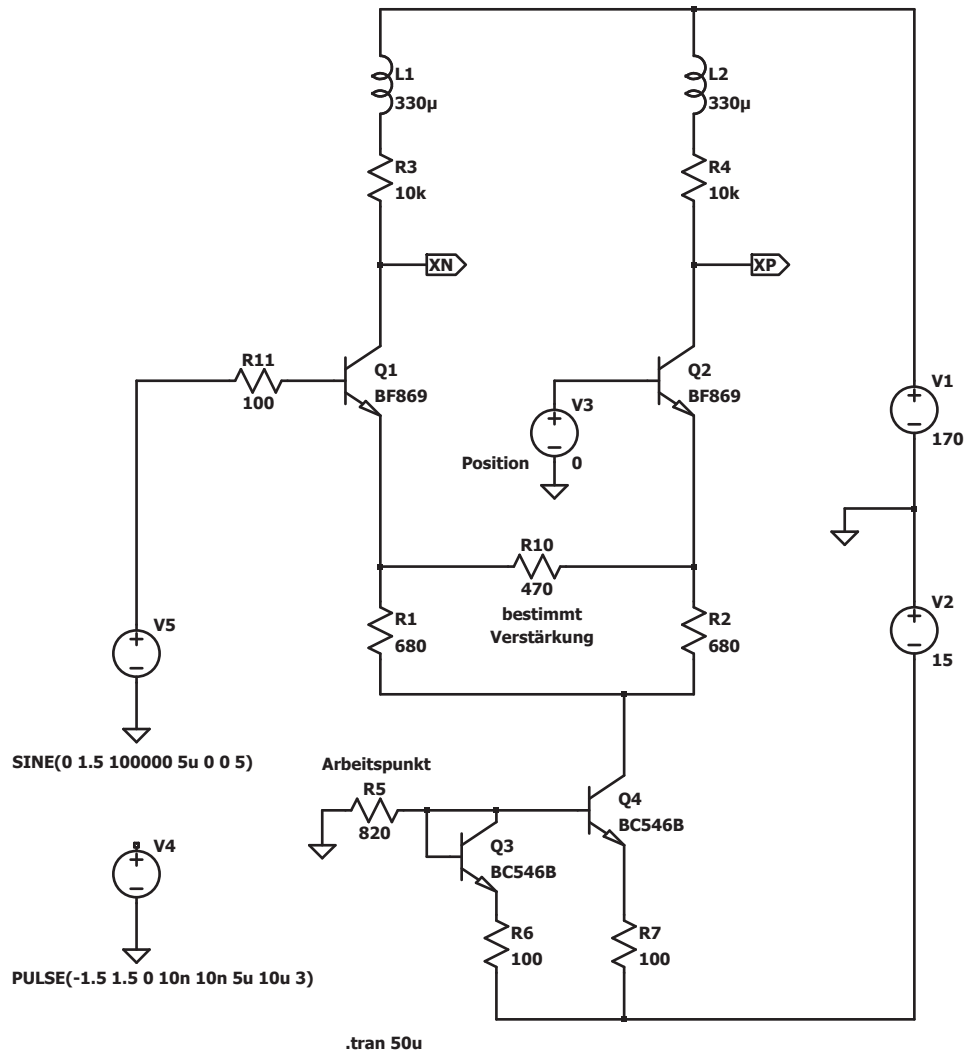 L1
330µ
L2
330µ
R3
10k
R4
10k
XN
XP
R11
100
Q1
BF869
Q2
BF869
V3
0
Position
V1
170
R10
470
bestimmt
Verstärkung
R1
680
R2
680
V5
V2
15
SINE(0 1.5 100000 5u 0 0 5)
Arbeitspunkt
R5
820
Q4
BC546B
Q3
BC546B
V4
R6
100
R7
100
PULSE(-1.5 1.5 0 10n 10n 5u 10u 3)
.tran 50u